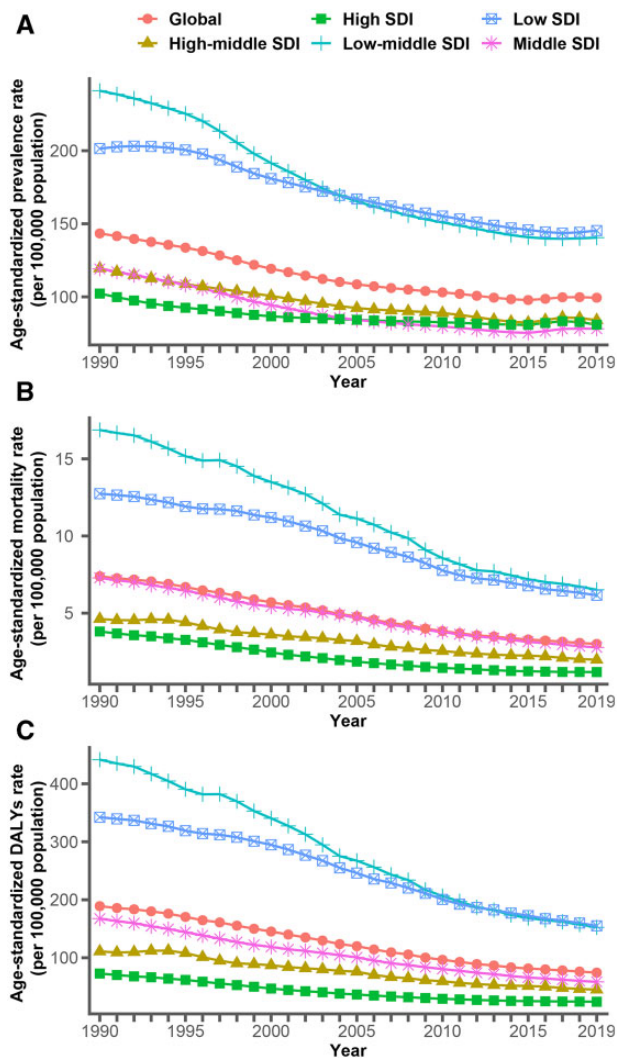 A
Global
High SDI
Low SDI
High-middle SDI
Low-middle SDI
Middle SDI
Age-standardized prevalence rate
(per 100,000 population)
200
150
100
1990
1995
2000
2005
2010
2015
2019
Year
B
Age-standardized mortality rate
(per 100,000 population)
15
10
5
1990
1995
2000
2005
2010
2015
2019
Year
C
Age-standardized DALYs rate
(per 100,000 population)
400
300
200
100
1990
1995
2000
2005
2010
2015
2019
Year